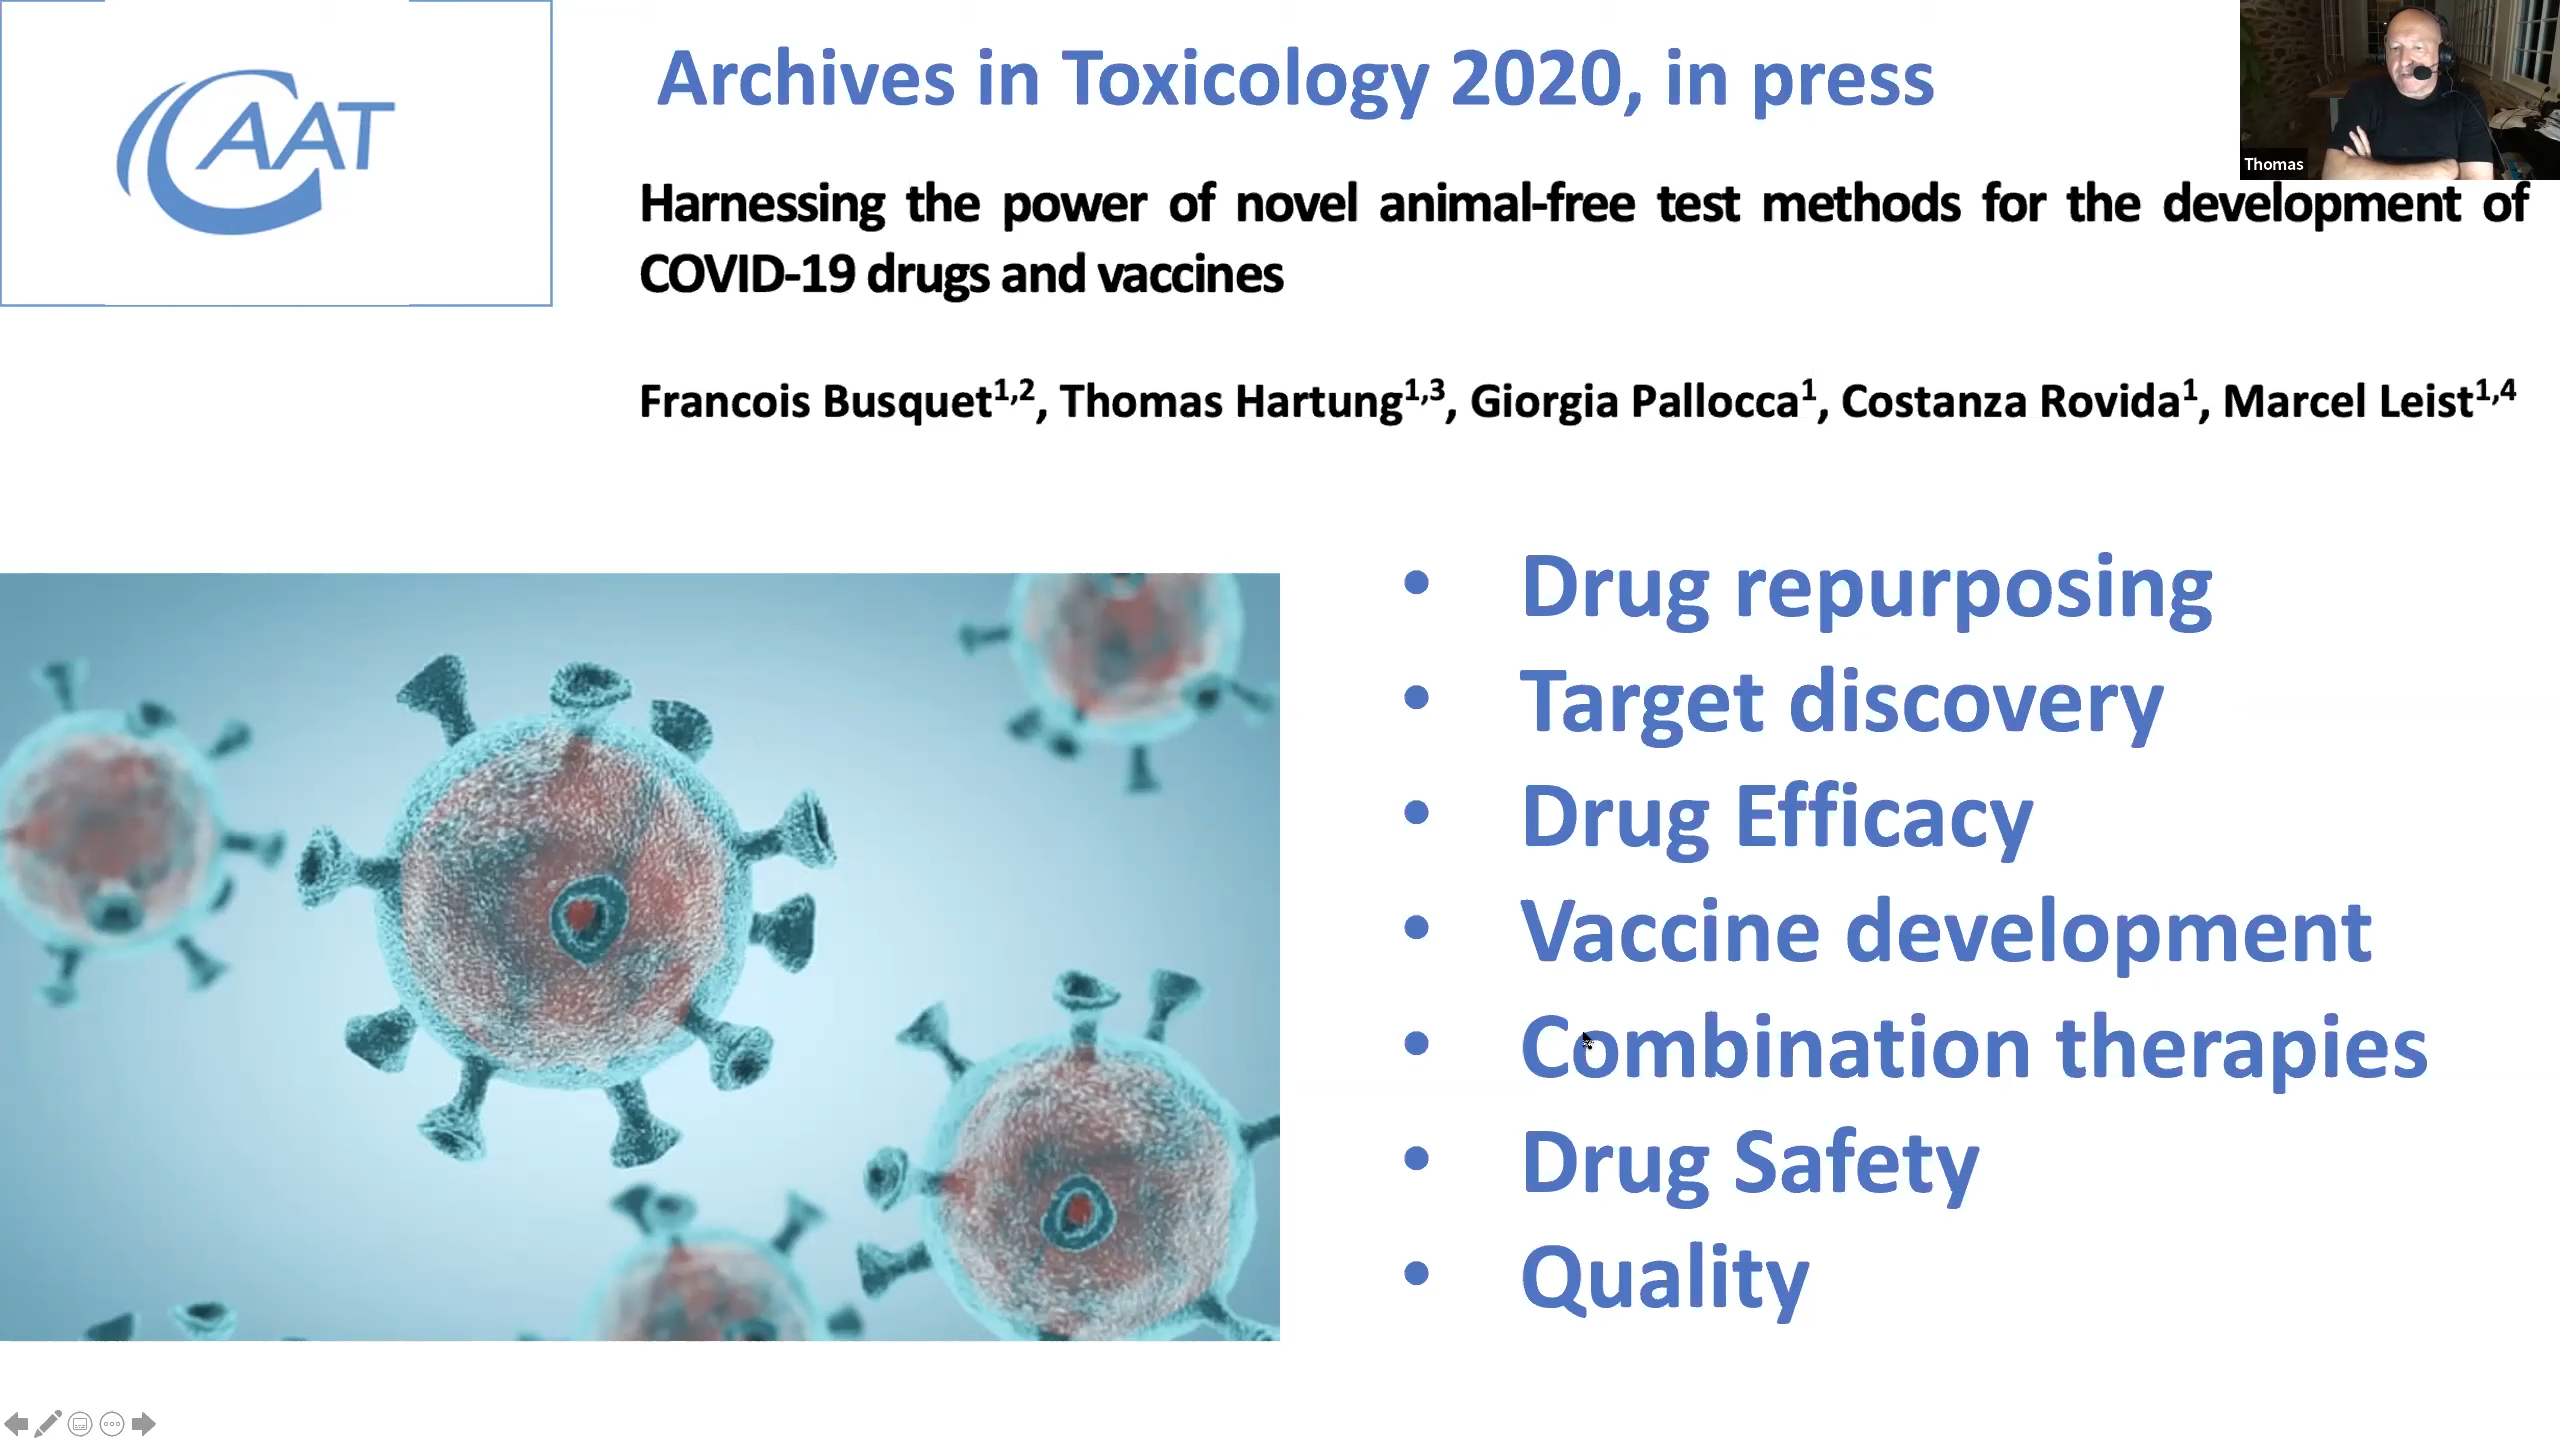 CAAT
Archives in Toxicology 2020, in press
Thomas
Harnessing the power of novel animal-free test methods for the development of
COVID-19 drugs and vaccines
Francois Busquet1,2, Thomas Hartung1,3, Giorgia Pallocca1, Costanza Rovida1, Marcel Leist1,4
• Drug repurposing
• Target discovery
• Drug Efficacy
• Vaccine development
• Combination therapies
• Drug Safety
• Quality